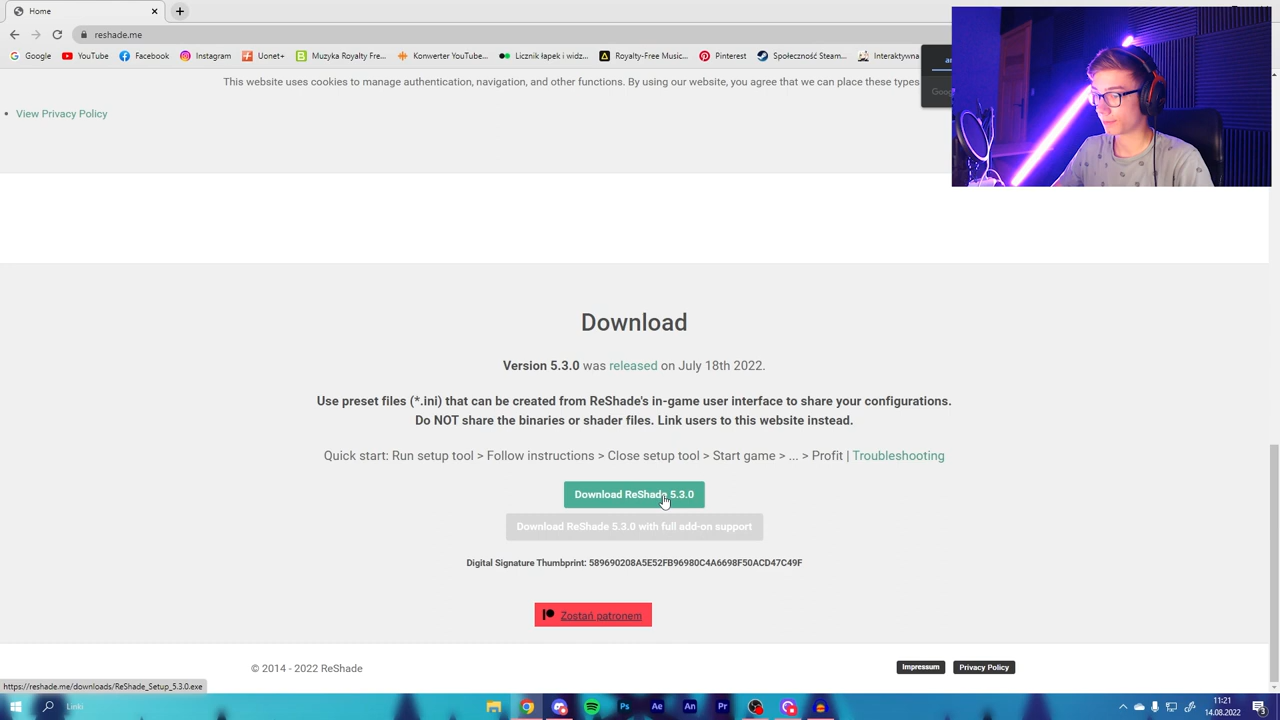 Home
reshade.me
Google
YouTube
Facebook
Instagram
Uonet+
Muzyka Royalty-Fre...
Konwerter YouTube...
Licznik łapek i widz...
Royalty-Free Music...
Pinterest
Społeczność Steam...
Interaktywna
This website uses cookies to manage authentication, navigation, and other functions. By using our website, you agree that we can place these types
View Privacy Policy
Download
Version 5.3.0 was released on July 18th 2022.
Use preset files (*.ini) that can be created from ReShade's in-game user interface to share your configurations.
Do NOT share the binaries or shader files. Link users to this website instead.
Quick start: Run setup tool > Follow instructions > Close setup tool > Start game > ... > Profit | Troubleshooting
Download ReShade 5.3.0
Download ReShade 5.3.0 with full add-on support
Digital Signature Thumbprint: 589690208A5E52FB96980C4A6698F50ACD47C49F
Zostań patronem
© 2014 - 2022 ReShade
Impressum
Privacy Policy
https://reshade.me/downloads/ReShade_Setup_5.3.0.exe
Linki
Ps
Ae
An
Pr
11:21
14.08.2022